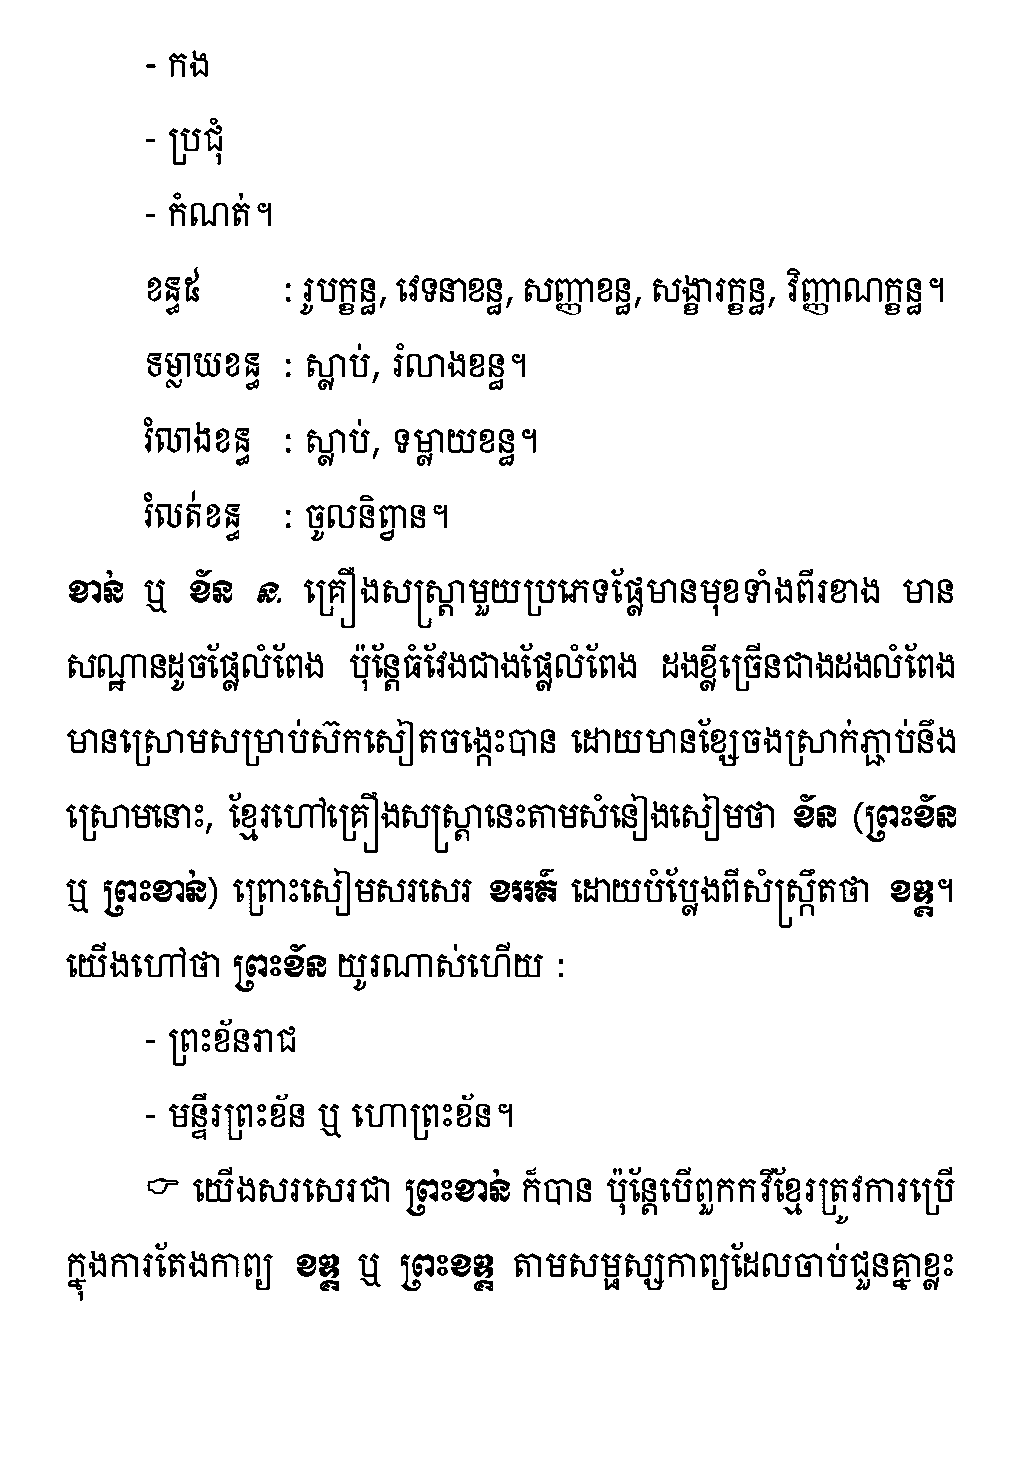 - កង
- ប្រជុំ
- កំណត់។
ខន្ធ៥ : រូបក្ខន្ធ, វេទនាខន្ធ, សញ្ញាខន្ធ, សង្ខារក្ខន្ធ, វិញ្ញាណក្ខន្ធ។
ទម្លាយខន្ធ : ស្លាប់, រំលាងខន្ធ។
រំលាងខន្ធ : ស្លាប់, ទម្លាយខន្ធ។
រំលត់ខន្ធ : ចូលនិព្វាន។
ខាន់ ឬ ខ័ន ន. គ្រឿងសស្ត្រាមួយប្រភេទផ្លែមានមុខទាំងពីរខាង មាន
សណ្ឋានដូចផ្លែលំពែង ប៉ុន្តែធំវែងជាងផ្លែលំពែង ដងខ្លីច្រើនជាងដងលំពែង
មានស្រោមសម្រាប់ស៊កសៀតចង្កេះបាន ដោយមានខ្សែចងស្រាក់ភ្ជាប់នឹង
ស្រោមនោះ, ខ្មែរហៅគ្រឿងសស្ត្រានេះតាមសំនៀងសៀមថា ខ័ន (ព្រះខ័ន
ឬ ព្រះខាន់) ព្រោះសៀមសរសេរ ខររគ៌ ដោយបំប្លែងពីសំស្ក្រឹតថា ខឌ្គ។
យើងហៅថា ព្រះខ័ន យូរណាស់ហើយ :
- ព្រះខ័នរាជ
- មន្ទីរព្រះខ័ន ឬ ហោព្រះខ័ន។
☞ យើងសរសេរជា ព្រះខាន់ ក៏បាន ប៉ុន្តែបើពួកកវីខ្មែរត្រូវការប្រើ
ក្នុងការតែងកាព្យ ខឌ្គ ឬ ព្រះខឌ្គ តាមសម្ផស្សកាព្យដែលចាប់ជួនគ្នាខ្លះ